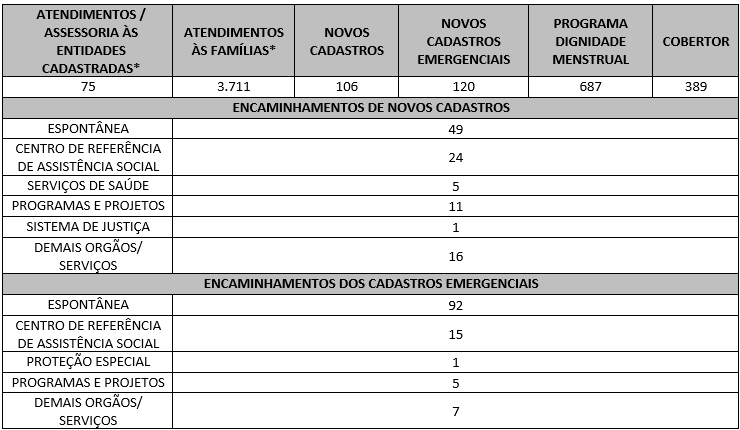 ATENDIMENTOS /
ASSESSORIA ÀS
ENTIDADES
CADASTRADAS*
ATENDIMENTOS
ÀS FAMÍLIAS*
NOVOS
CADASTROS
NOVOS
CADASTROS
EMERGENCIAIS
PROGRAMA
DIGNIDADE
MENSTRUAL
COBERTOR
75 3.711 106 120 687 389
ENCAMINHAMENTOS DE NOVOS CADASTROS
ESPONTÂNEA 49
CENTRO DE REFERÊNCIA
DE ASSISTÊNCIA SOCIAL
24
SERVIÇOS DE SAÚDE 5
PROGRAMAS E PROJETOS 11
SISTEMA DE JUSTIÇA 1
DEMAIS ORGÃOS/
SERVIÇOS
16
ENCAMINHAMENTOS DOS CADASTROS EMERGENCIAIS
ESPONTÂNEA 92
CENTRO DE REFERÊNCIA
DE ASSISTÊNCIA SOCIAL
15
PROTEÇÃO ESPECIAL 1
PROGRAMAS E PROJETOS 5
DEMAIS ORGÃOS/
SERVIÇOS
7